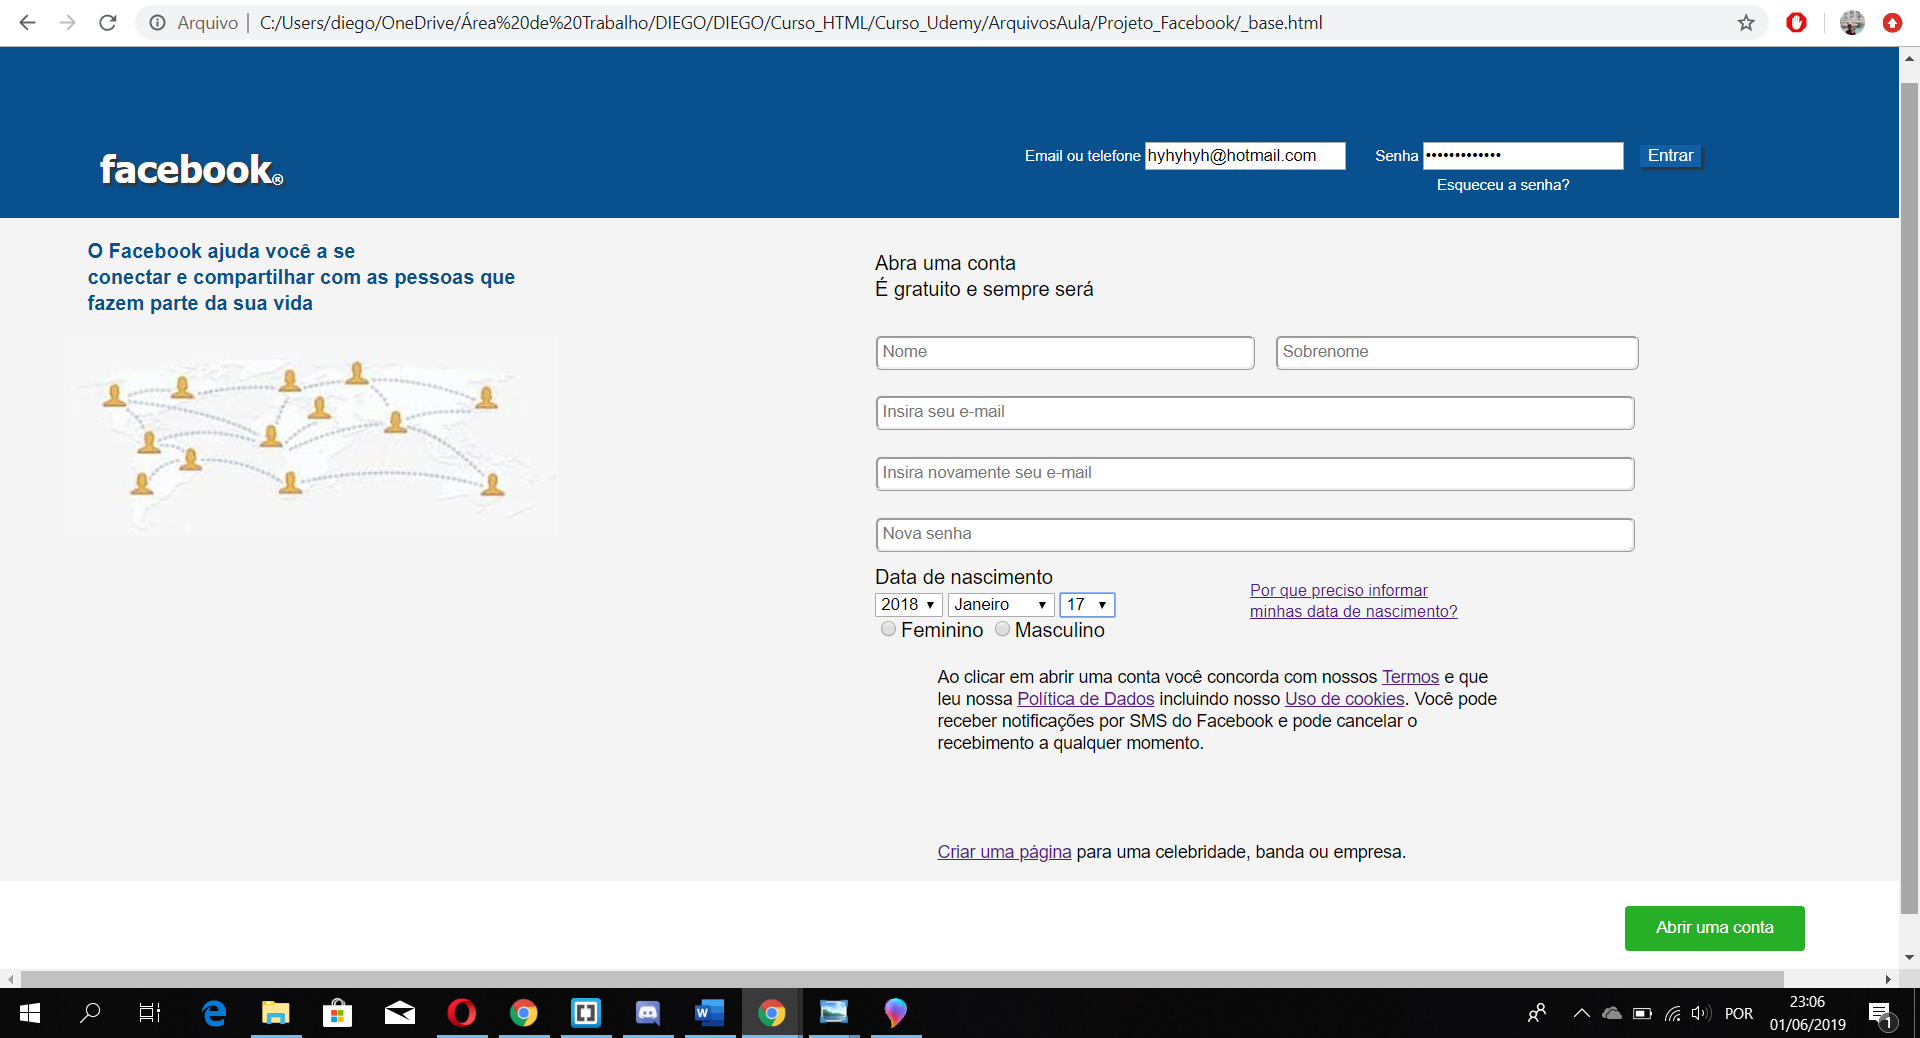 Arquivo | C:/Users/diego/OneDrive/Área%20de%20Trabalho/DIEGO/DIEGO/Curso_HTML/Curso_Udemy/ArquivosAula/Projeto_Facebook/_base.html
facebook®
Email ou telefone hyhyhyh@hotmail.com Senha ••••••••••••• Entrar
Esqueceu a senha?
O Facebook ajuda você a se
conectar e compartilhar com as pessoas que
fazem parte da sua vida
Abra uma conta
É gratuito e sempre será
Nome Sobrenome
Insira seu e-mail
Insira novamente seu e-mail
Nova senha
Data de nascimento
2018 Janeiro 17
Por que preciso informar
minhas data de nascimento?
Feminino Masculino
Ao clicar em abrir uma conta você concorda com nossos Termos e que
leu nossa Política de Dados incluindo nosso Uso de cookies. Você pode
receber notificações por SMS do Facebook e pode cancelar o
recebimento a qualquer momento.
Criar uma página para uma celebridade, banda ou empresa.
Abrir uma conta
POR
23:06
01/06/2019
1